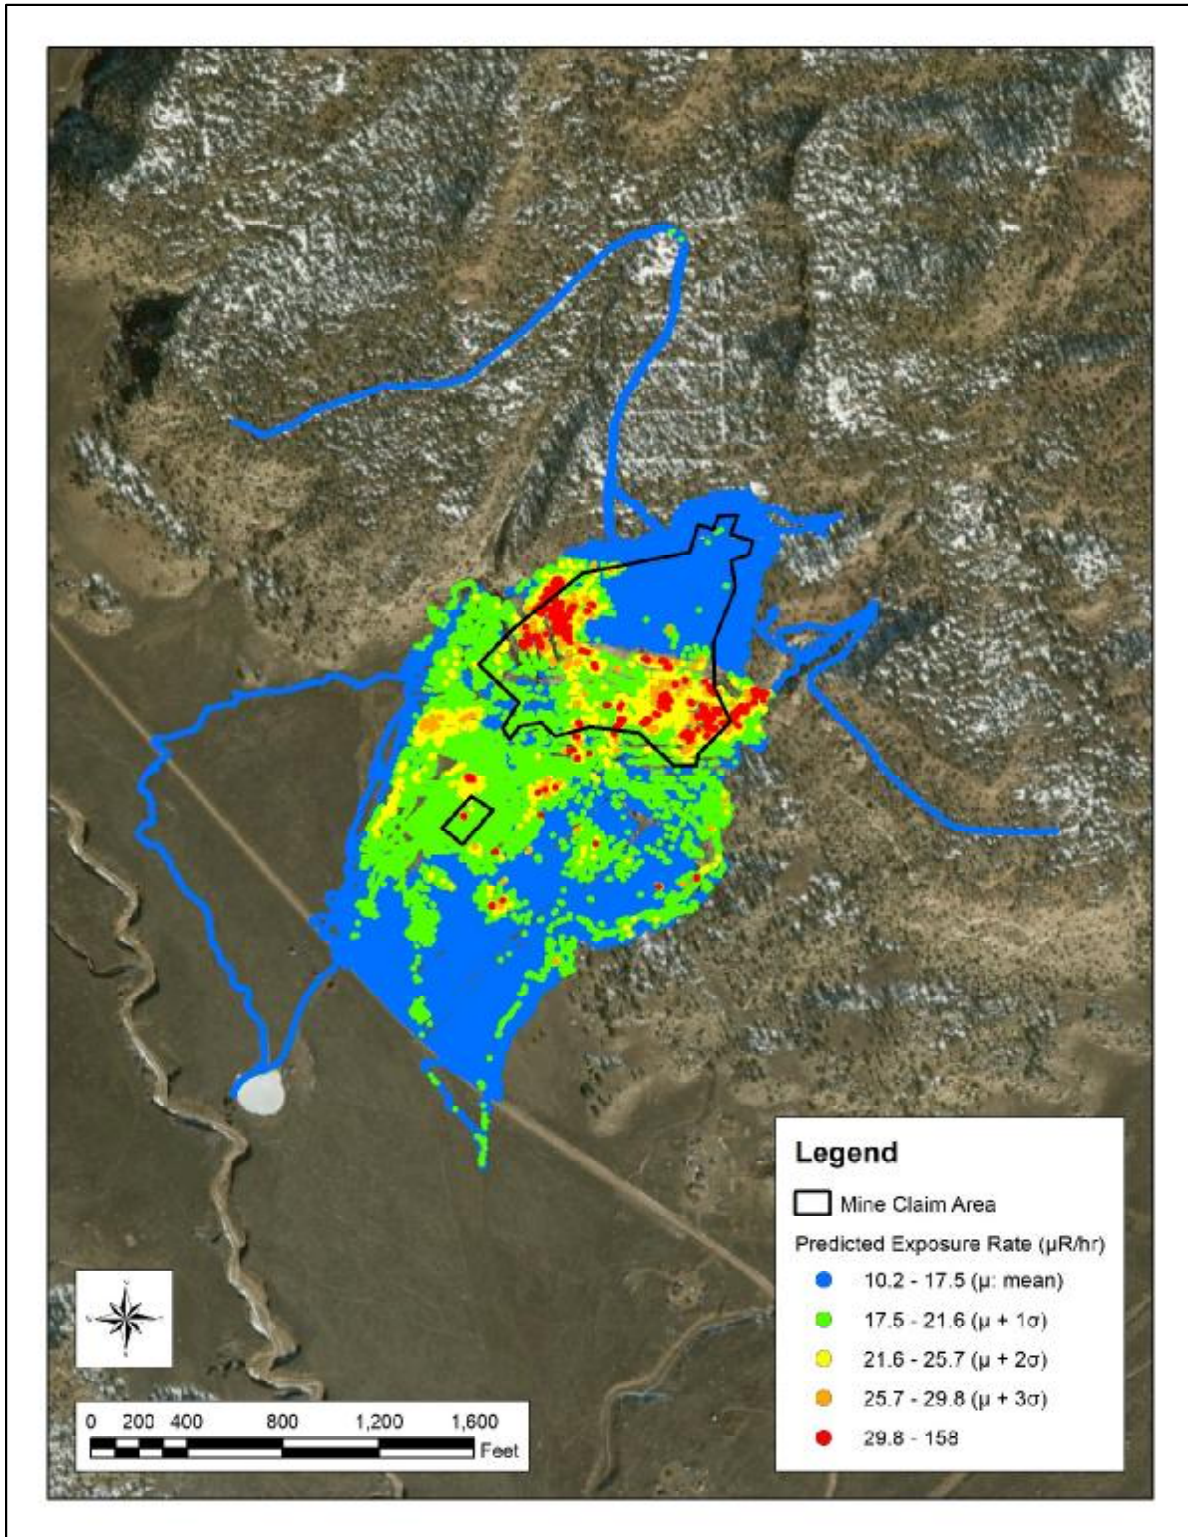 Legend
Mine Claim Area
Predicted Exposure Rate (µR/hr)
10.2 - 17.5 (µ: mean)
17.5 - 21.6 (µ + 1σ)
21.6 - 25.7 (µ + 2σ)
25.7 - 29.8 (µ + 3σ)
29.8 - 158
0 200 400 800 1,200 1,600
Feet